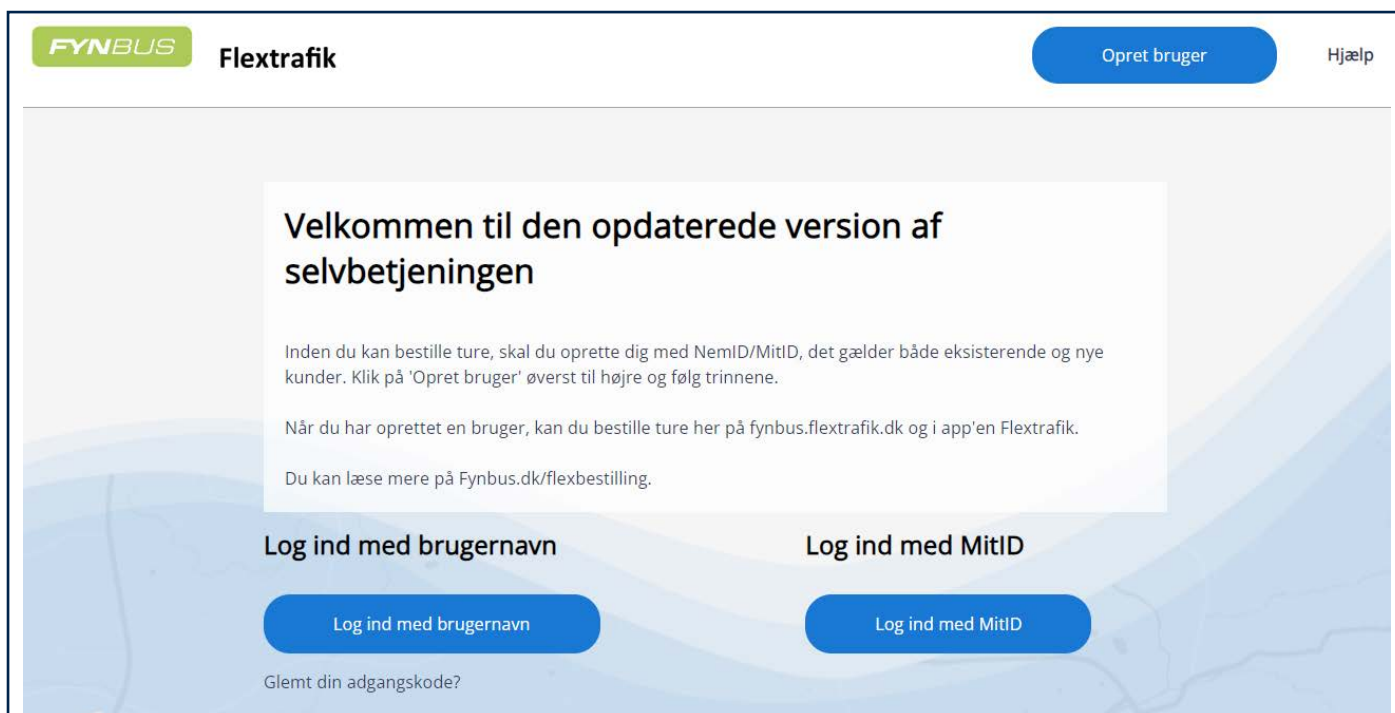 FYNBUS
Flextrafik
Opret bruger
Hjælp
Velkommen til den opdaterede version af
selvbetjeningen
Inden du kan bestille ture, skal du oprette dig med NemID/MitID, det gælder både eksisterende og nye
kunder. Klik på 'Opret bruger' øverst til højre og følg trinnene.
Når du har oprettet en bruger, kan du bestille ture her på fynbus.flextrafik.dk og i app'en Flextrafik.
Du kan læse mere på Fynbus.dk/flexbestilling.
Log ind med brugernavn
Log ind med brugernavn
Glemt din adgangskode?
Log ind med MitID
Log ind med MitID